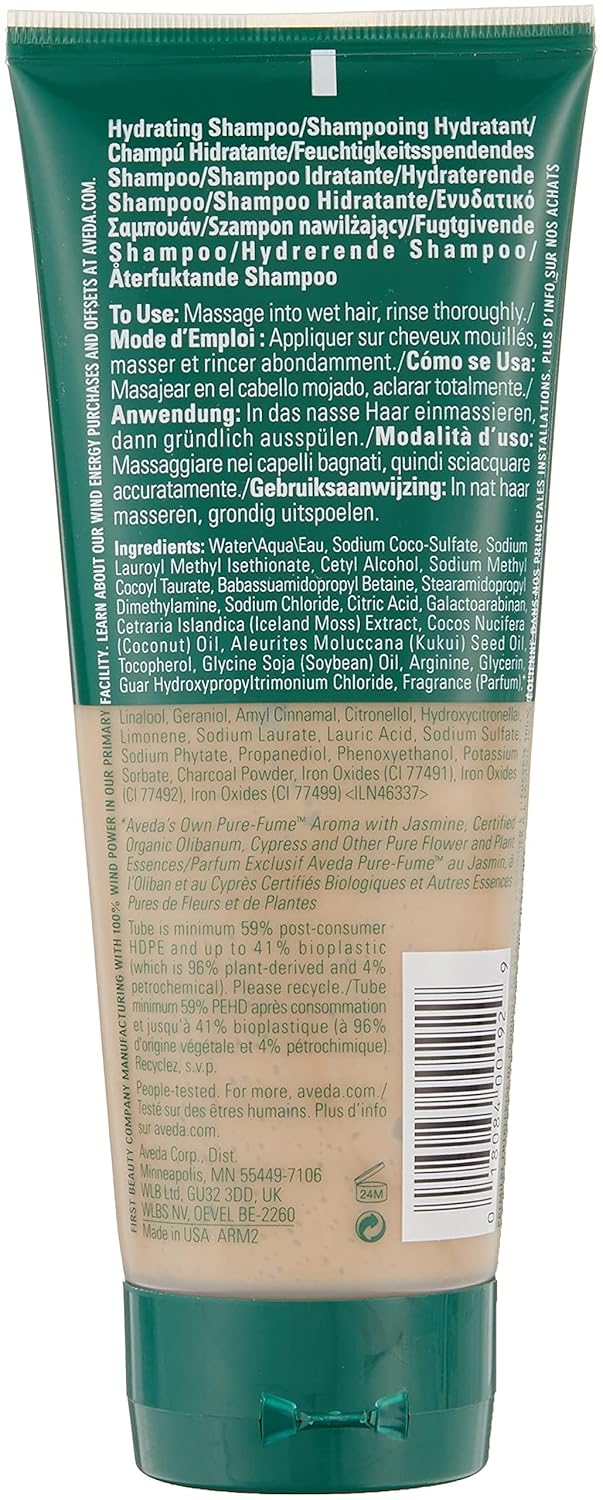 Hydrating Shampoo/Shampooing Hydratant/
Champú Hidratante/Feuchtigkeitsspendendes
Shampoo/Shampoo Idratante/Hydraterende
Shampoo/Shampoo Hidratante/Ενυδατικό
Σαμπουάν/Szampon nawilżający/Fugtgivende
Shampoo/Hydrerende Shampoo/
Återfuktande Shampoo
To Use: Massage into wet hair, rinse thoroughly./
Mode d'Emploi : Appliquer sur cheveux mouillés,
masser et rincer abondamment./Cómo se Usa:
Masajear en el cabello mojado, aclarar totalmente./
Anwendung: In das nasse Haar einmassieren,
dann gründlich ausspülen./Modalità d'uso:
Massaggiare nei capelli bagnati, quindi sciacquare
accuratamente./Gebruiksaanwijzing: In nat haar
masseren, grondig uitspoelen.
Ingredients: Water\Aqua\Eau, Sodium Coco-Sulfate, Sodium
Lauroyl Methyl Isethionate, Cetyl Alcohol, Sodium Methyl
Cocoyl Taurate, Babassuamidopropyl Betaine, Stearamidopropyl
Dimethylamine, Sodium Chloride, Citric Acid, Galactoarabinan,
Cetraria Islandica (Iceland Moss) Extract, Cocos Nucifera
(Coconut) Oil, Aleurites Moluccana (Kukui) Seed Oil,
Tocopherol, Glycine Soja (Soybean) Oil, Arginine, Glycerin,
Guar Hydroxypropyltrimonium Chloride, Fragrance (Parfum),*
Linalool, Geraniol, Amyl Cinnamal, Citronellol, Hydroxycitronellal,
Limonene, Sodium Laurate, Lauric Acid, Sodium Sulfate,
Sodium Phytate, Propanediol, Phenoxyethanol, Potassium
Sorbate, Charcoal Powder, Iron Oxides (CI 77491), Iron Oxides
(CI 77492), Iron Oxides (CI 77499) <ILN46337>
*Aveda's Own Pure-Fume™ Aroma with Jasmine, Certified
Organic Olibanum, Cypress and Other Pure Flower and Plant
Essences/Parfum Exclusif Aveda Pure-Fume™ au Jasmin, à
l'Oliban et au Cyprès Certifiés Biologiques et Autres Essences
Pures de Fleurs et de Plantes
Tube is minimum 59% post-consumer
HDPE and up to 41% bioplastic
(which is 96% plant-derived and 4%
petrochemical). Please recycle./Tube
minimum 59% PEHD après consommation
et jusqu'à 41% bioplastique (à 96%
d'origine végétale et 4% pétrochimique).
Recyclez, s.v.p.
People-tested. For more, aveda.com./
Testé sur des êtres humains. Plus d'info
sur aveda.com.
Aveda Corp., Dist.
Minneapolis, MN 55449-7106
WLB Ltd, GU32 3DD, UK
WLBS NV, OEVEL BE-2260
Made in USA ARM2
24M
0 18084 00192 9
FIRST BEAUTY COMPANY MANUFACTURING WITH 100% WIND POWER IN OUR PRIMARY FACILITY. LEARN ABOUT OUR WIND ENERGY PURCHASES AND OFFSETS AT AVEDA.COM.
ÉOLIENNE DANS NOS PRINCIPALES INSTALLATIONS. PLUS D'INFO SUR NOS ACHATS